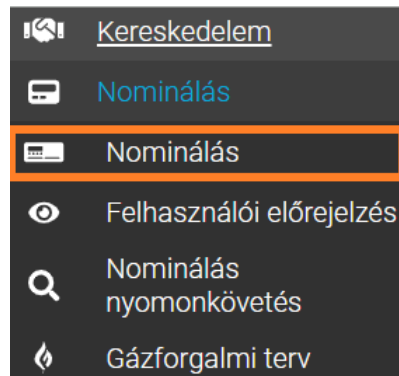 Kereskedelem
Nominálás
Nominálás
Felhasználói előrejelzés
Nominálás
nyomonkövetés
Gázforgalmi terv